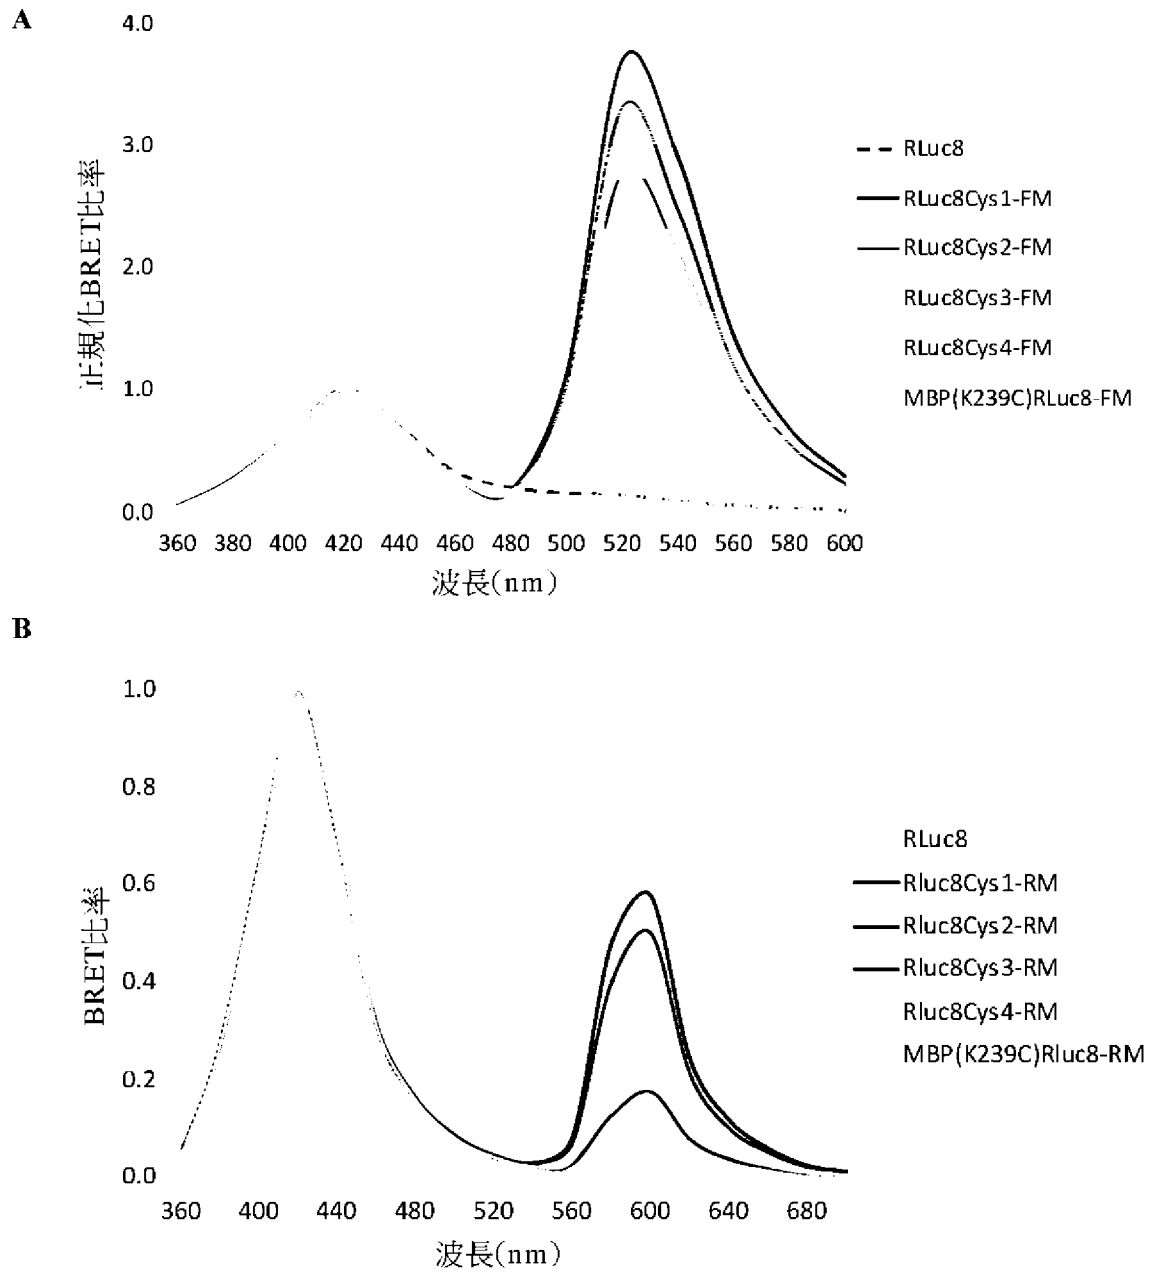 A
4.0
3.0
2.0
1.0
0.0
正規化BRET比率
360 380 400 420 440 460 480 500 520 540 560 580 600
波長(nm)
RLuc8
RLuc8Cys1-FM
RLuc8Cys2-FM
RLuc8Cys3-FM
RLuc8Cys4-FM
MBP(K239C)RLuc8-FM
B
1.0
0.8
0.6
0.4
0.2
0.0
BRET比率
360 400 440 480 520 560 600 640 680
波長(nm)
RLuc8
Rluc8Cys1-RM
Rluc8Cys2-RM
Rluc8Cys3-RM
Rluc8Cys4-RM
MBP(K239C)Rluc8-RM